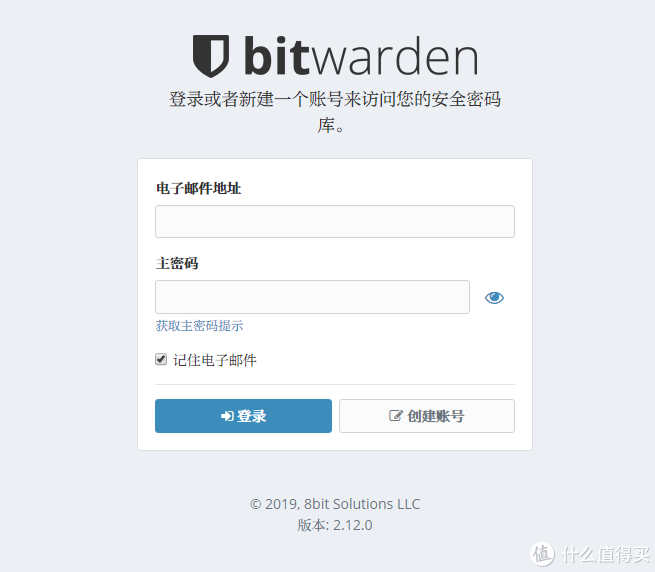 bitwarden
登录或者新建一个账号来访问您的安全密码
库。
电子邮件地址
主密码
获取主密码提示
记住电子邮件
登录
创建账号
© 2019, 8bit Solutions LLC
版本: 2.12.0
值 什么值得买